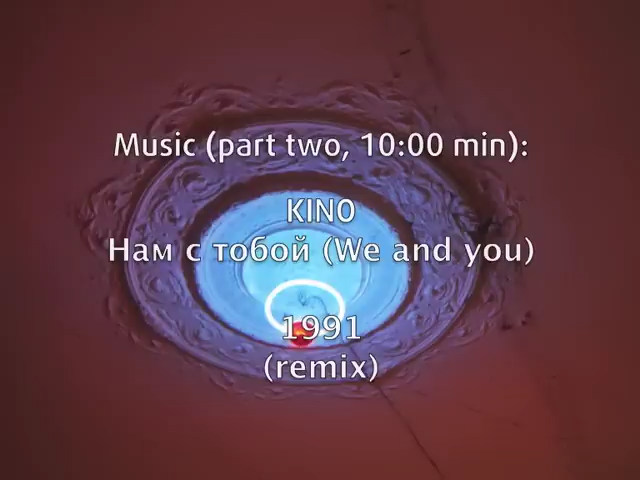 Music (part two, 10:00 min):
KINO
Нам с тобой (We and you)
1991
(remix)